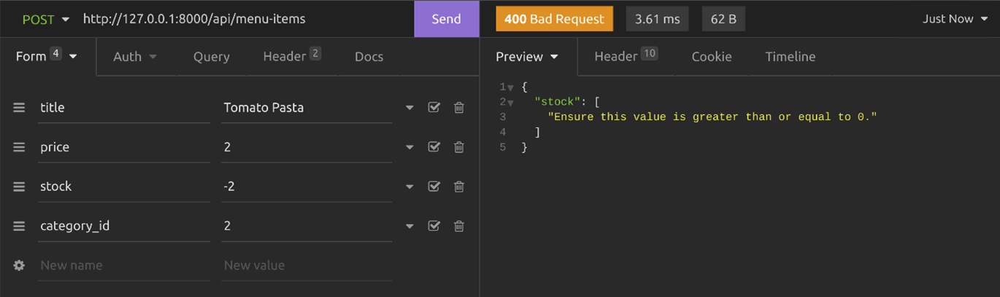 POST http://127.0.0.1:8000/api/menu-items Send 400 Bad Request 3.61 ms 62 B Just Now
Form 4 Auth Query Header 2 Docs
Preview Header 10 Cookie Timeline
title Tomato Pasta
price 2
stock -2
category_id 2
New name New value
1 {
2 "stock": [
3 "Ensure this value is greater than or equal to 0."
4 ]
5 }